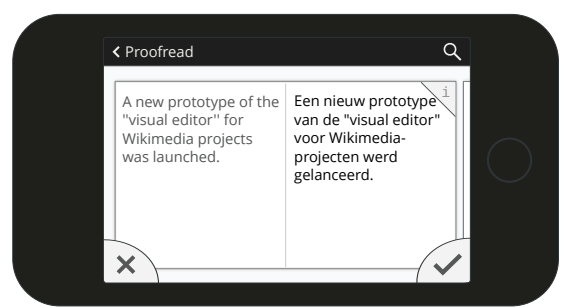 Proofread
A new prototype of the
"visual editor" for
Wikimedia projects
was launched.
Een nieuw prototype
van de "visual editor"
voor Wikimedia-
projecten werd
gelanceerd.
i